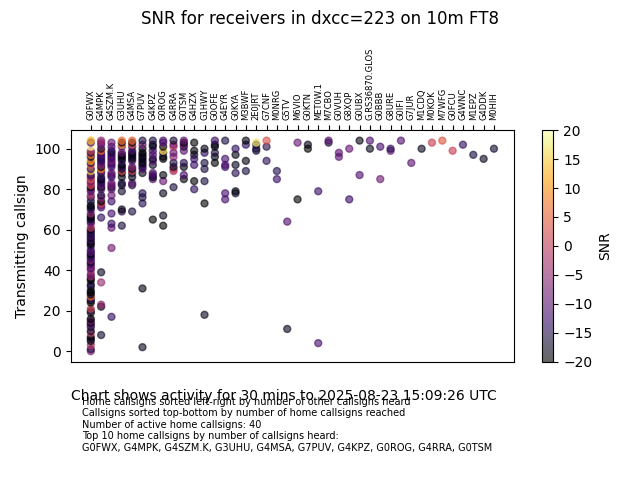 SNR for receivers in dxcc=223 on 10m FT8
G0FWX
G4MPK
G4SZM.K
G3UHU
G4MSA
G7PUV
G4KPZ
G0ROG
G4RRA
G0TSM
G4HZX
G1HWY
G0OFE
G4EYR
G0KYA
M3BWF
2E0JRT
G7CNF
M0NRG
G5TV
M6VIO
G0KTN
MET0W.1
M7CBO
G0VUH
G8XQP
G0UBX
G3RS36870.GLOS
G0BBB
G8URE
G0IFI
G7JUR
M1CDQ
M0KOK
M7WFG
G0FCU
G4WNC
M1EPZ
G4DDK
M0HIH
Transmitting callsign
100
80
60
40
20
0
20
15
10
5
0
−5
−10
−15
−20
SNR
Chart shows activity for 30 mins to 2025-08-23 15:09:26 UTC
Home callsigns sorted left-right by number of other callsigns heard
Callsigns sorted top-bottom by number of home callsigns reached
Number of active home callsigns: 40
Top 10 home callsigns by number of callsigns heard:
G0FWX, G4MPK, G4SZM.K, G3UHU, G4MSA, G7PUV, G4KPZ, G0ROG, G4RRA, G0TSM